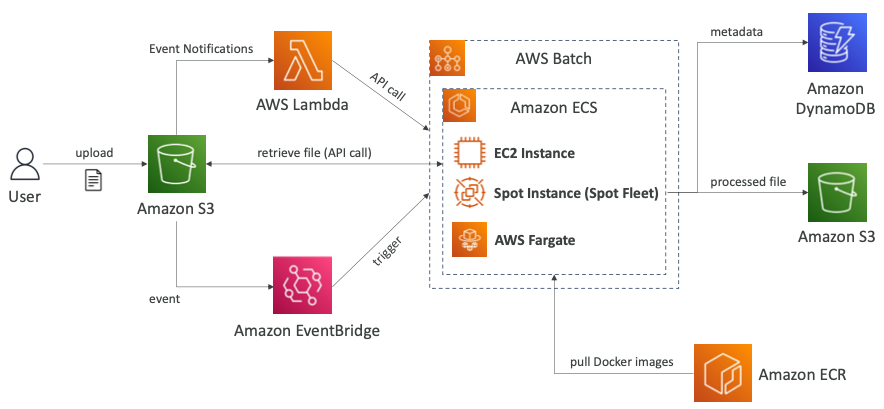 Event Notifications
metadata
AWS Batch
API call
Amazon
DynamoDB
AWS Lambda
Amazon ECS
upload
retrieve file (API call)
EC2 Instance
User
Spot Instance (Spot Fleet)
processed file
Amazon S3
AWS Fargate
Amazon S3
trigger
event
Amazon EventBridge
pull Docker images
Amazon ECR